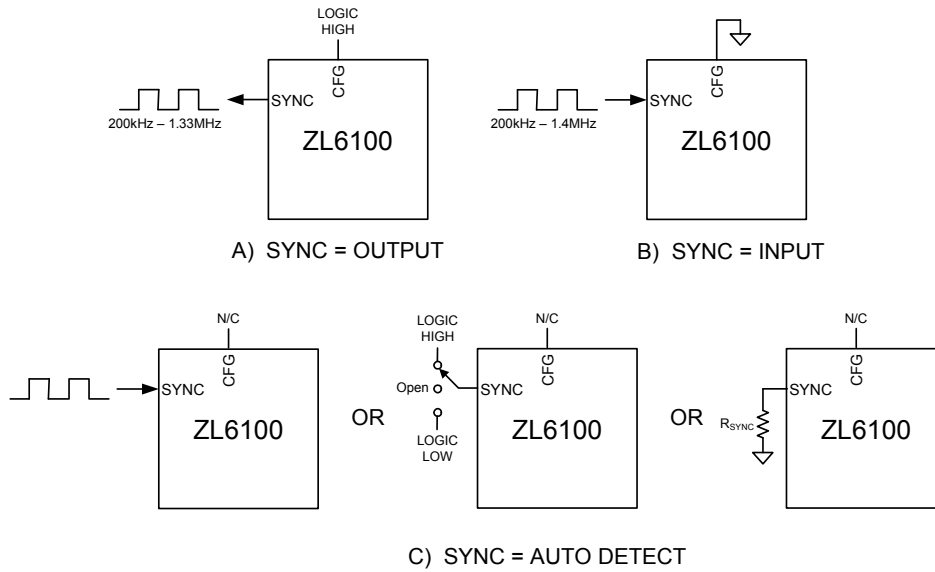 LOGIC
HIGH
CFG
SYNC
200kHz – 1.33MHz
ZL6100
A) SYNC = OUTPUT
CFG
SYNC
200kHz – 1.4MHz
ZL6100
B) SYNC = INPUT
N/C
CFG
SYNC
ZL6100
OR
LOGIC
HIGH
Open
LOGIC
LOW
N/C
CFG
SYNC
ZL6100
OR
N/C
CFG
SYNC
RSYNC
ZL6100
C) SYNC = AUTO DETECT